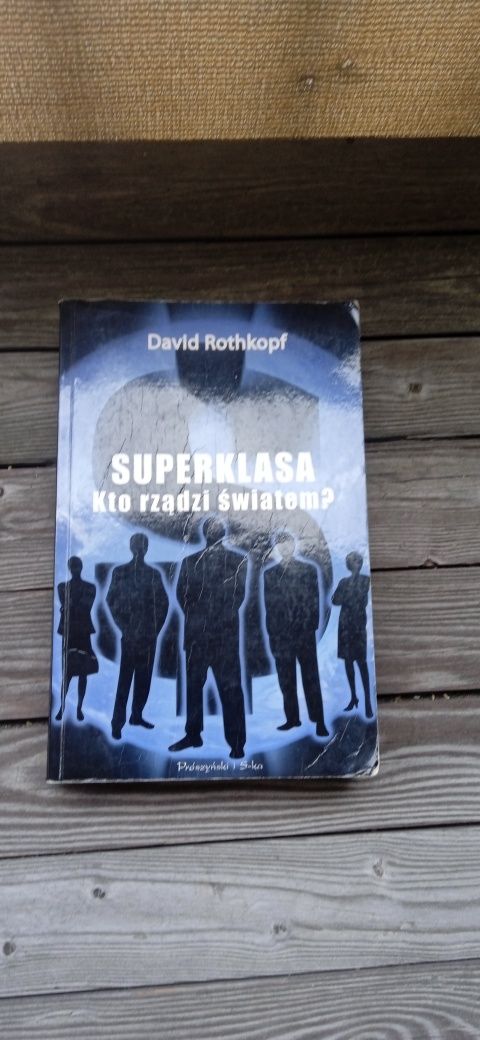 David Rothkopf
SUPERKLASA
Kto rządzi światem?
Prószyński i S-ka